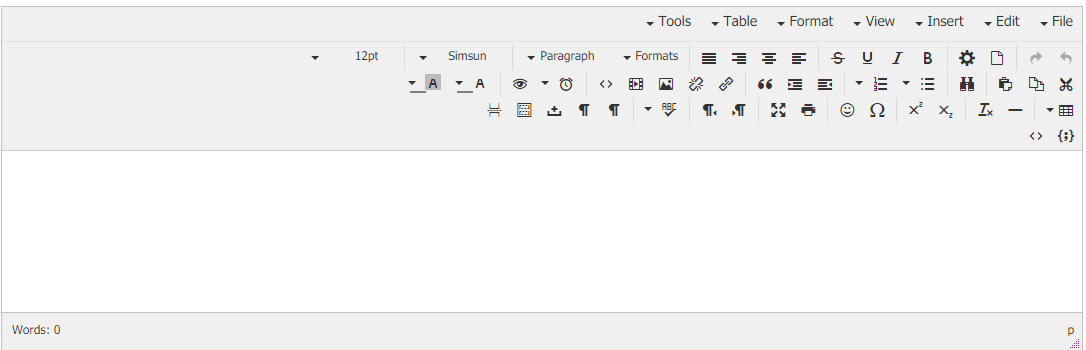 Tools Table Format View Insert Edit File
12pt Simsun Paragraph Formats
Words: 0 p